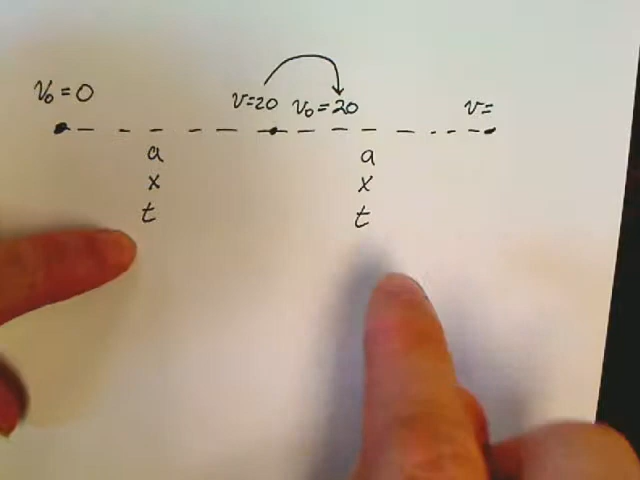 V₀ = 0 v=20 v₀ = 20 v=
a a
x x
t t